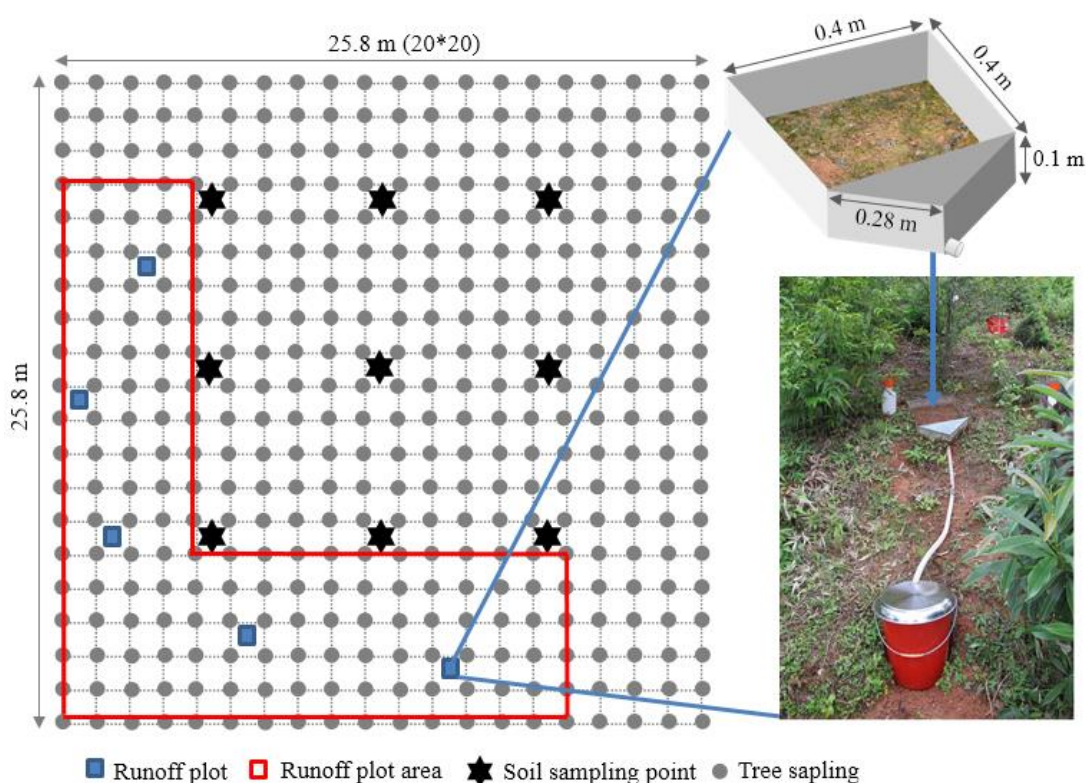 25.8 m (20*20)
25.8 m
0.4 m
0.4 m
0.1 m
0.28 m
Runoff plot Runoff plot area Soil sampling point Tree sapling